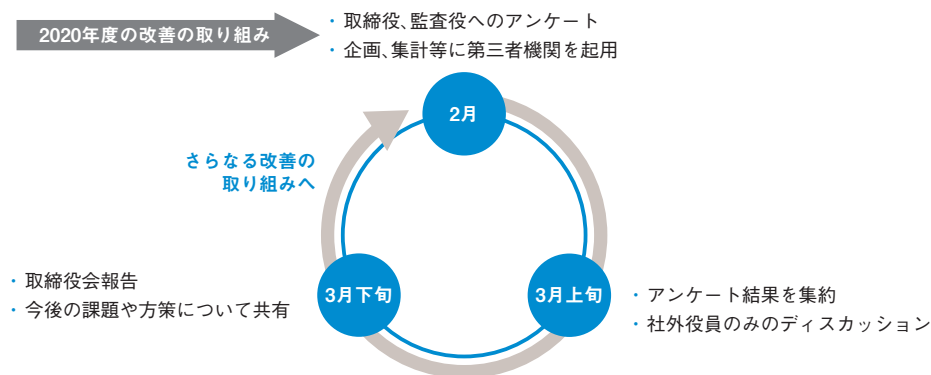 2020年度の改善の取り組み
・取締役、監査役へのアンケート
・企画、集計等に第三者機関を起用
2月
さらなる改善の
取り組みへ
3月上旬
・アンケート結果を集約
・社外役員のみのディスカッション
3月下旬
・取締役会報告
・今後の課題や方策について共有